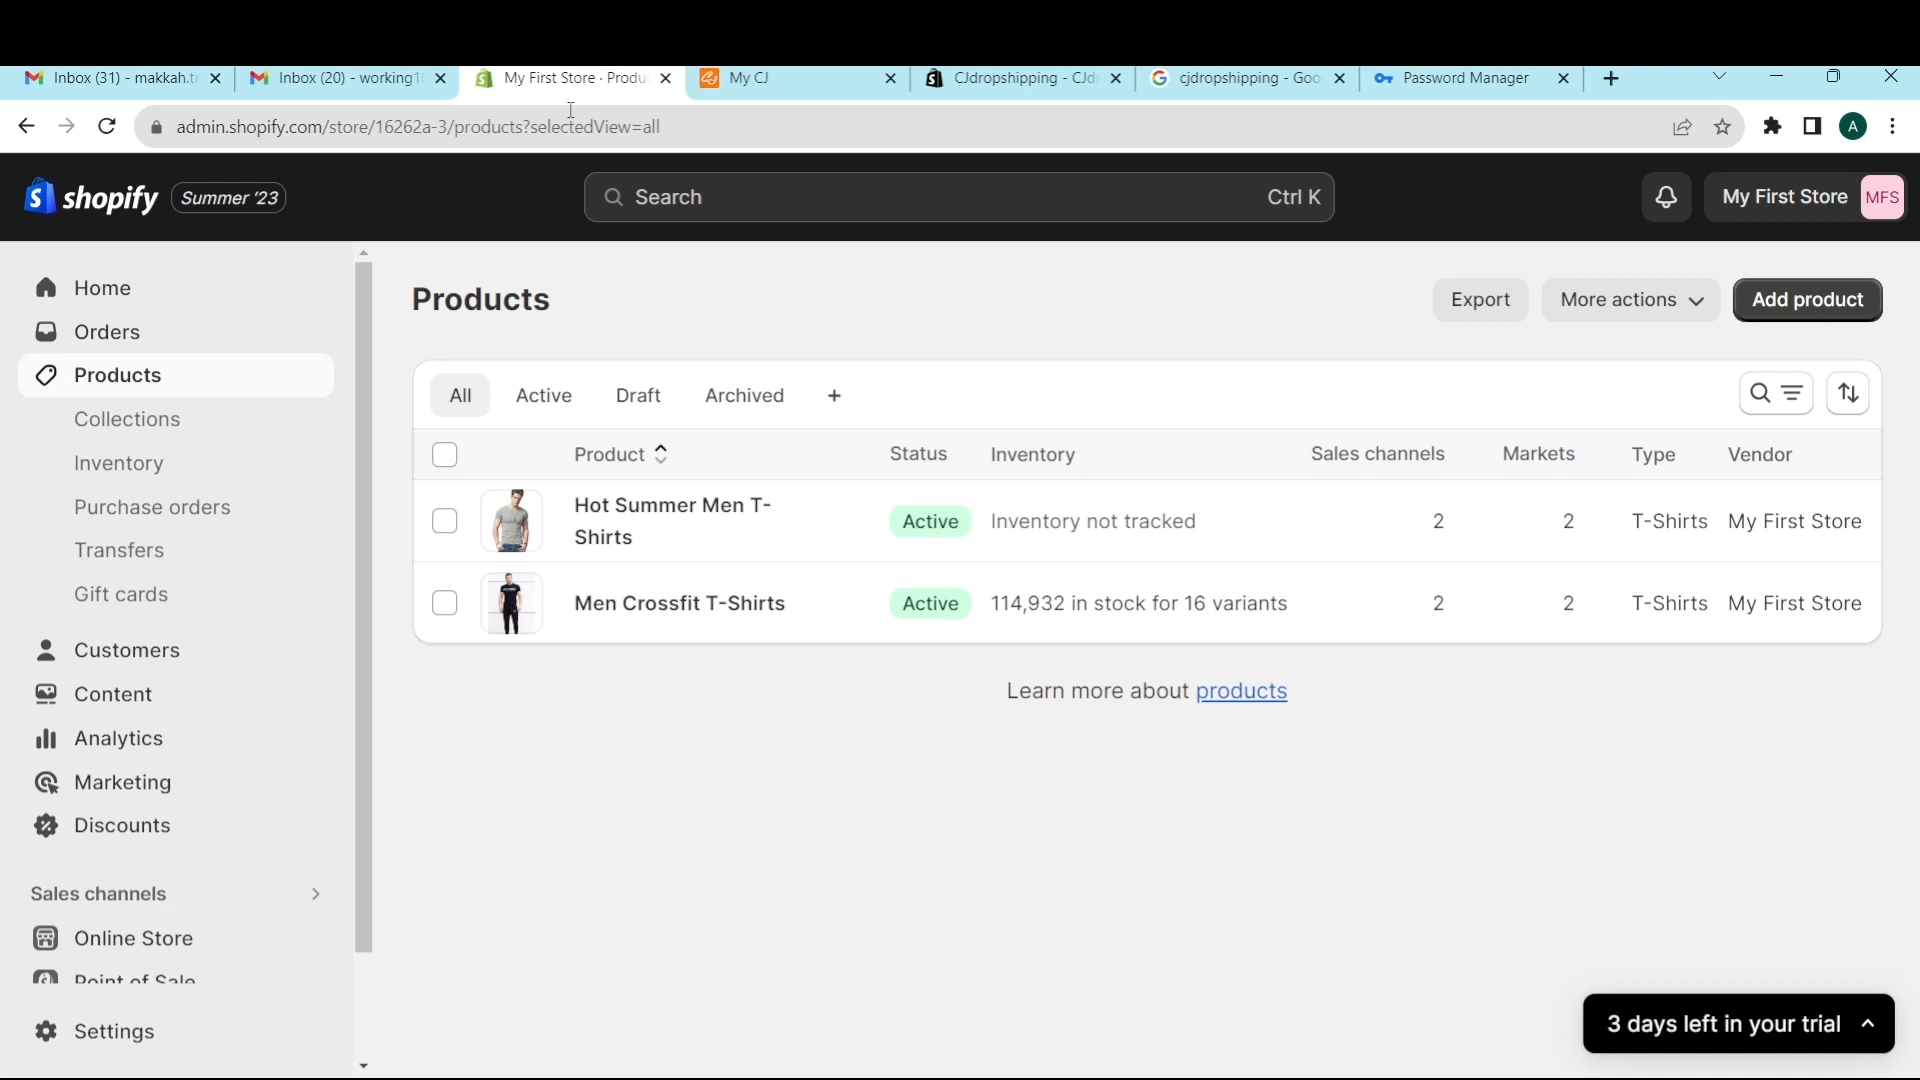 Inbox (31) - makkah.tr
Inbox (20) - working10
My First Store · Produ
My CJ
CJdropshipping - CJd
cjdropshipping - Goo
Password Manager
admin.shopify.com/store/16262a-3/products?selectedView=all
A
shopify
Summer '23
Search
Ctrl K
My First Store
MFS
Home
Orders
Products
Collections
Inventory
Purchase orders
Transfers
Gift cards
Customers
Content
Analytics
Marketing
Discounts
Sales channels
Online Store
Point of Sale
Settings
Products
Export
More actions
Add product
All
Active
Draft
Archived
+
Product
Status
Inventory
Sales channels
Markets
Type
Vendor
Hot Summer Men T-
Shirts
Active
Inventory not tracked
2
2
T-Shirts
My First Store
Men Crossfit T-Shirts
Active
114,932 in stock for 16 variants
2
2
T-Shirts
My First Store
Learn more about products
3 days left in your trial